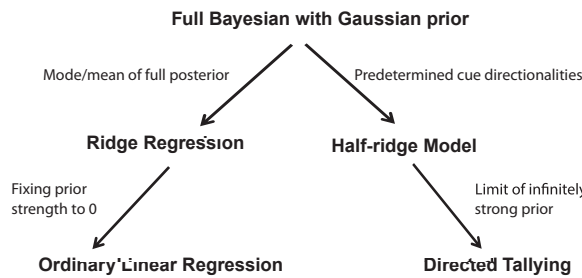 Full Bayesian with Gaussian prior
Mode/mean of full posterior
Predetermined cue directionalities
Ridge Regression
Half-ridge Model
Fixing prior
strength to 0
Limit of infinitely
strong prior
Ordinary Linear Regression
Directed Tallying